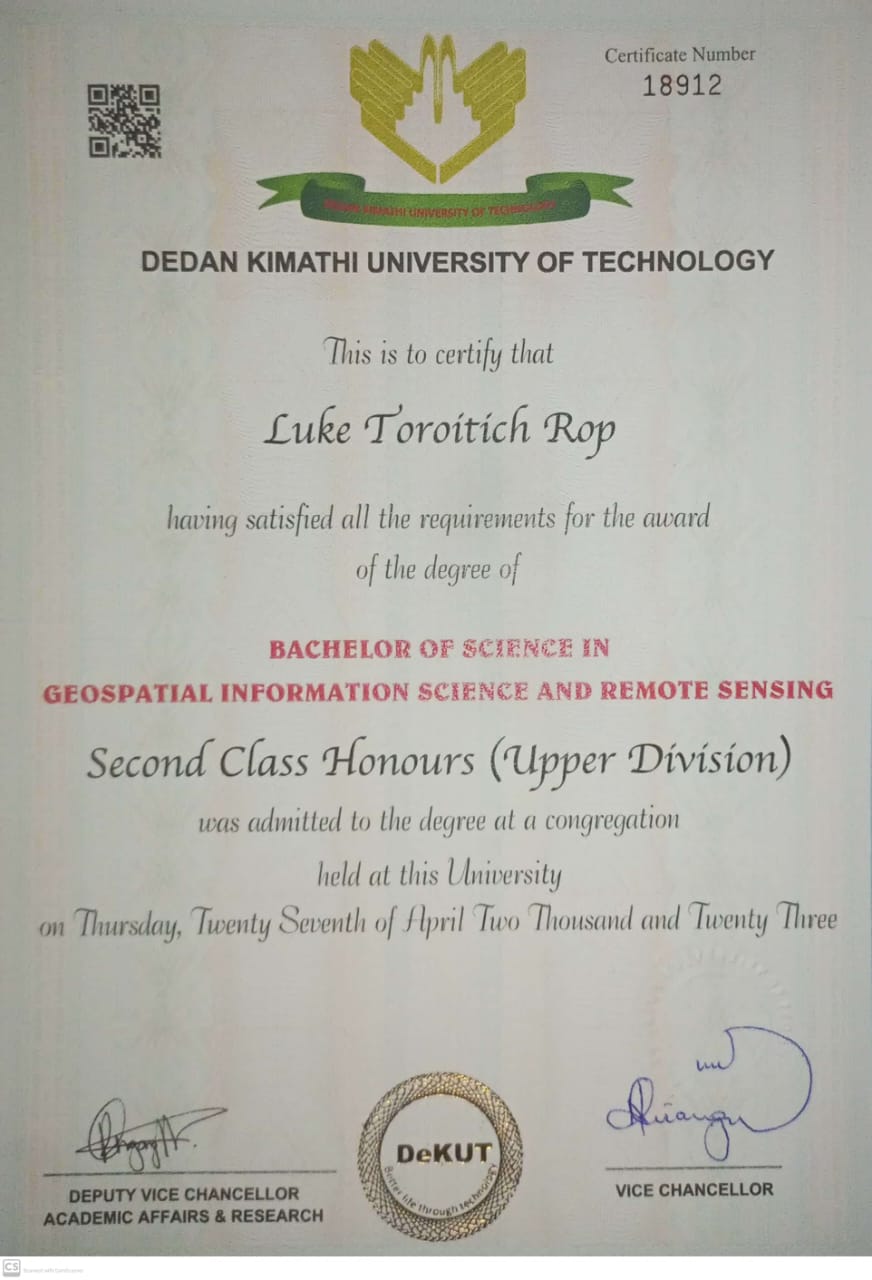 Certificate Number
18912
DEDAN KIMATHI UNIVERSITY OF TECHNOLOGY
DEDAN KIMATHI UNIVERSITY OF TECHNOLOGY
This is to certify that
Luke Toroitich Rop
having satisfied all the requirements for the award
of the degree of
BACHELOR OF SCIENCE IN
GEOSPATIAL INFORMATION SCIENCE AND REMOTE SENSING
Second Class Honours (Upper Division)
was admitted to the degree at a congregation
held at this University
on Thursday, Twenty Seventh of April Two Thousand and Twenty Three
DEPUTY VICE CHANCELLOR
ACADEMIC AFFAIRS & RESEARCH
DeKUT
Better life through technology
VICE CHANCELLOR
CS
Scanned with CamScanner